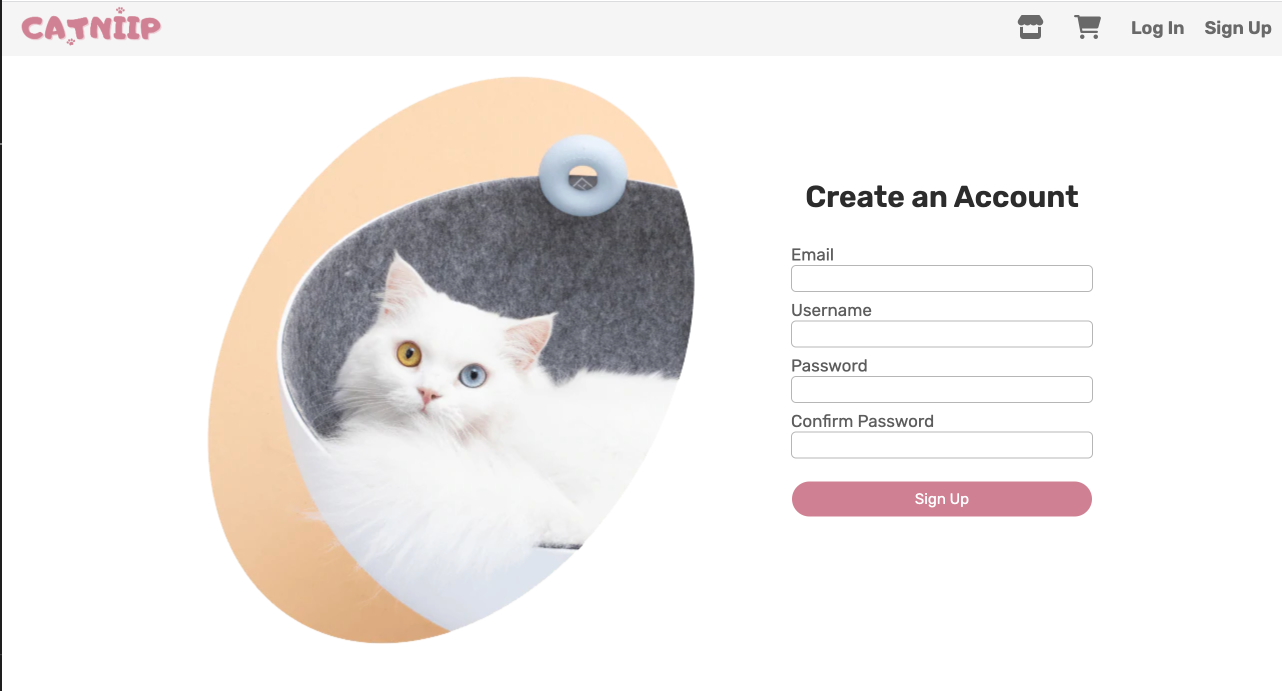 CATNIIP
Log In
Sign Up
Create an Account
Email
Username
Password
Confirm Password
Sign Up